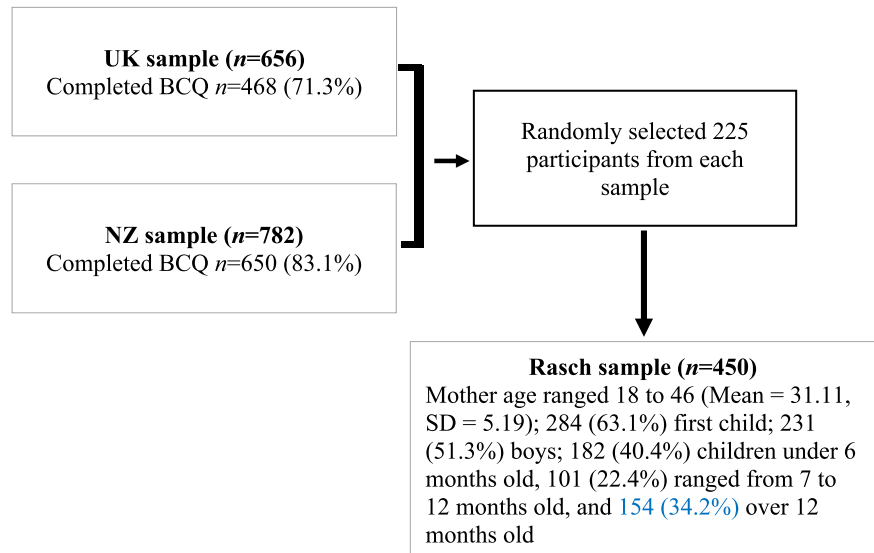 UK sample (n=656)
Completed BCQ n=468 (71.3%)
NZ sample (n=782)
Completed BCQ n=650 (83.1%)
Randomly selected 225
participants from each
sample
Rasch sample (n=450)
Mother age ranged 18 to 46 (Mean = 31.11,
SD = 5.19); 284 (63.1%) first child; 231
(51.3%) boys; 182 (40.4%) children under 6
months old, 101 (22.4%) ranged from 7 to
12 months old, and 154 (34.2%) over 12
months old